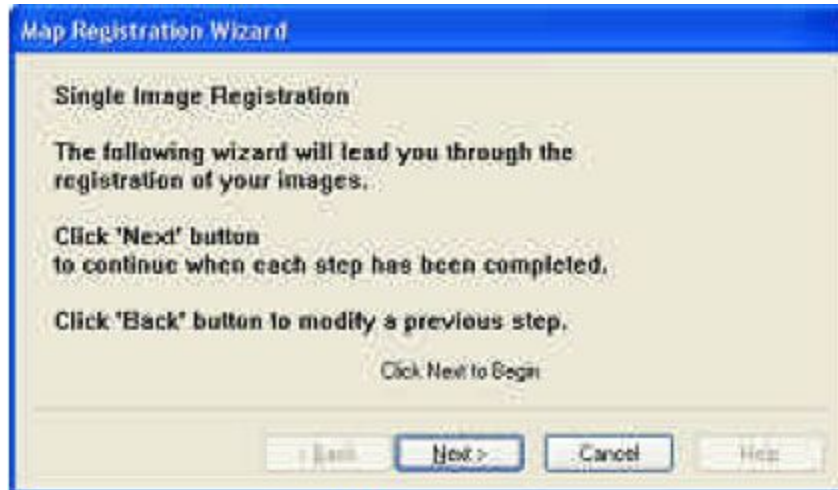 Map Registration Wizard
Single Image Registration
The following wizard will lead you through the
registration of your images.
Click 'Next' button
to continue when each step has been completed.
Click 'Back' button to modify a previous step.
Click Next to Begin
< Back Next > Cancel Help